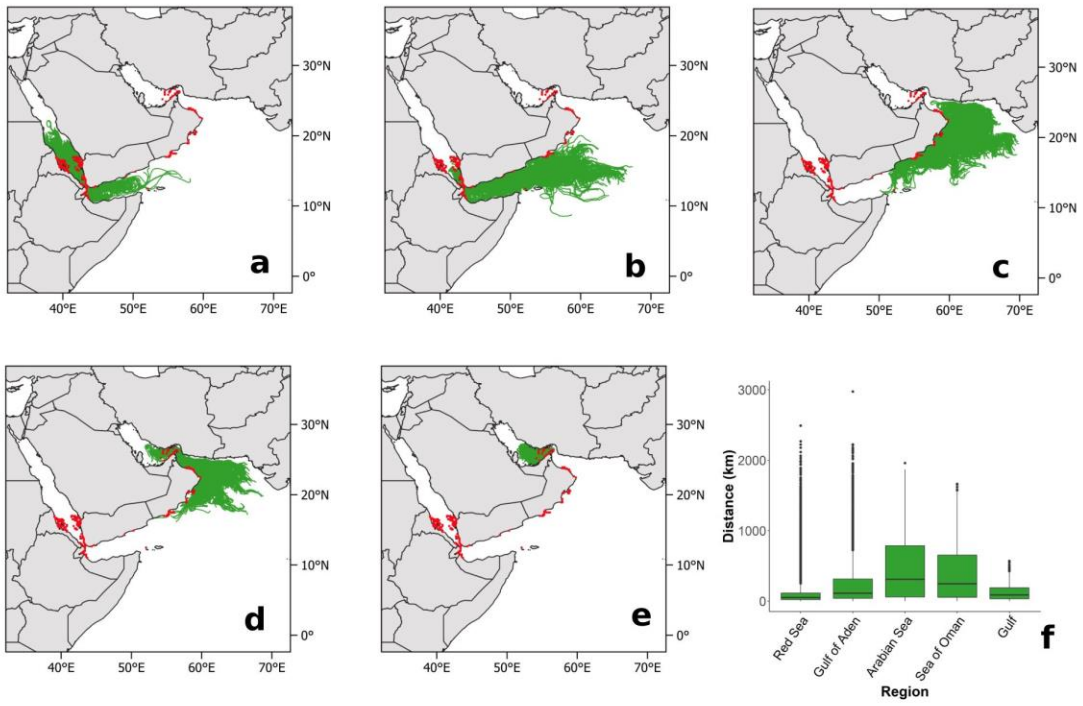 30ºN
20ºN
10ºN
0º
a
40ºE 50ºE 60ºE 70ºE
30ºN
20ºN
10ºN
0º
b
40ºE 50ºE 60ºE 70ºE
30ºN
20ºN
10ºN
0º
c
40ºE 50ºE 60ºE 70ºE
30ºN
20ºN
10ºN
0º
d
40ºE 50ºE 60ºE 70ºE
30ºN
20ºN
10ºN
0º
e
40ºE 50ºE 60ºE 70ºE
Distance (km)
3000
2000
1000
0
Red Sea
Gulf of Aden
Arabian Sea
Sea of Oman
Gulf
Region
f